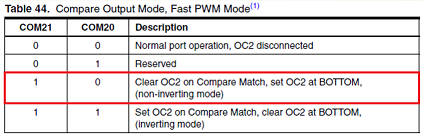 Table 44. Compare Output Mode, Fast PWM Mode(1)
COM21 COM20 Description
0 0 Normal port operation, OC2 disconnected
0 1 Reserved
1 0 Clear OC2 on Compare Match, set OC2 at BOTTOM,
(non-inverting mode)
1 1 Set OC2 on Compare Match, clear OC2 at BOTTOM,
(inverting mode)